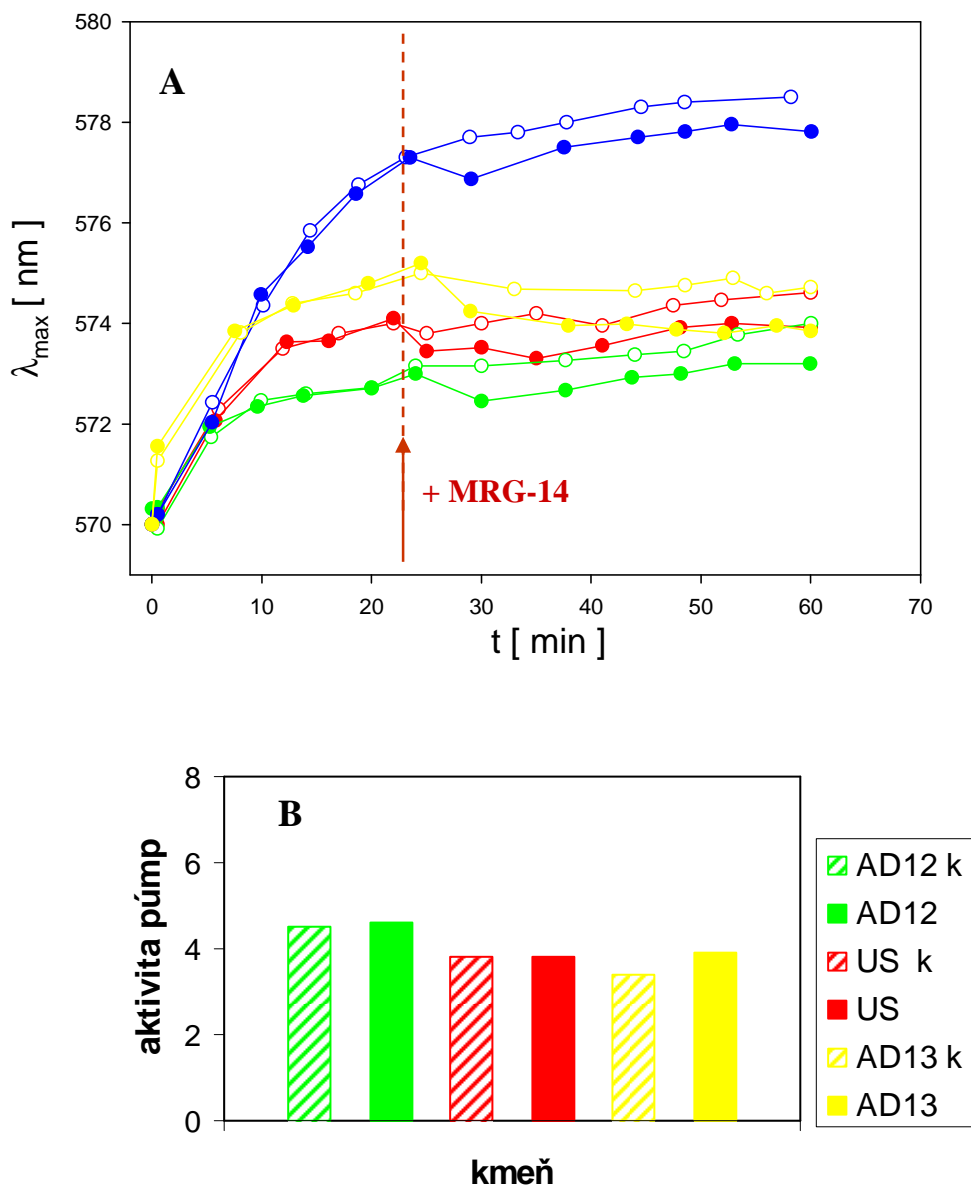 580
A
578
576
574
572
570
λmax [ nm ]
+ MRG-14
0 10 20 30 40 50 60 70
t [ min ]
8
B
6
4
2
0
aktivita púmp
kmeň
AD12 k
AD12
US k
US
AD13 k
AD13